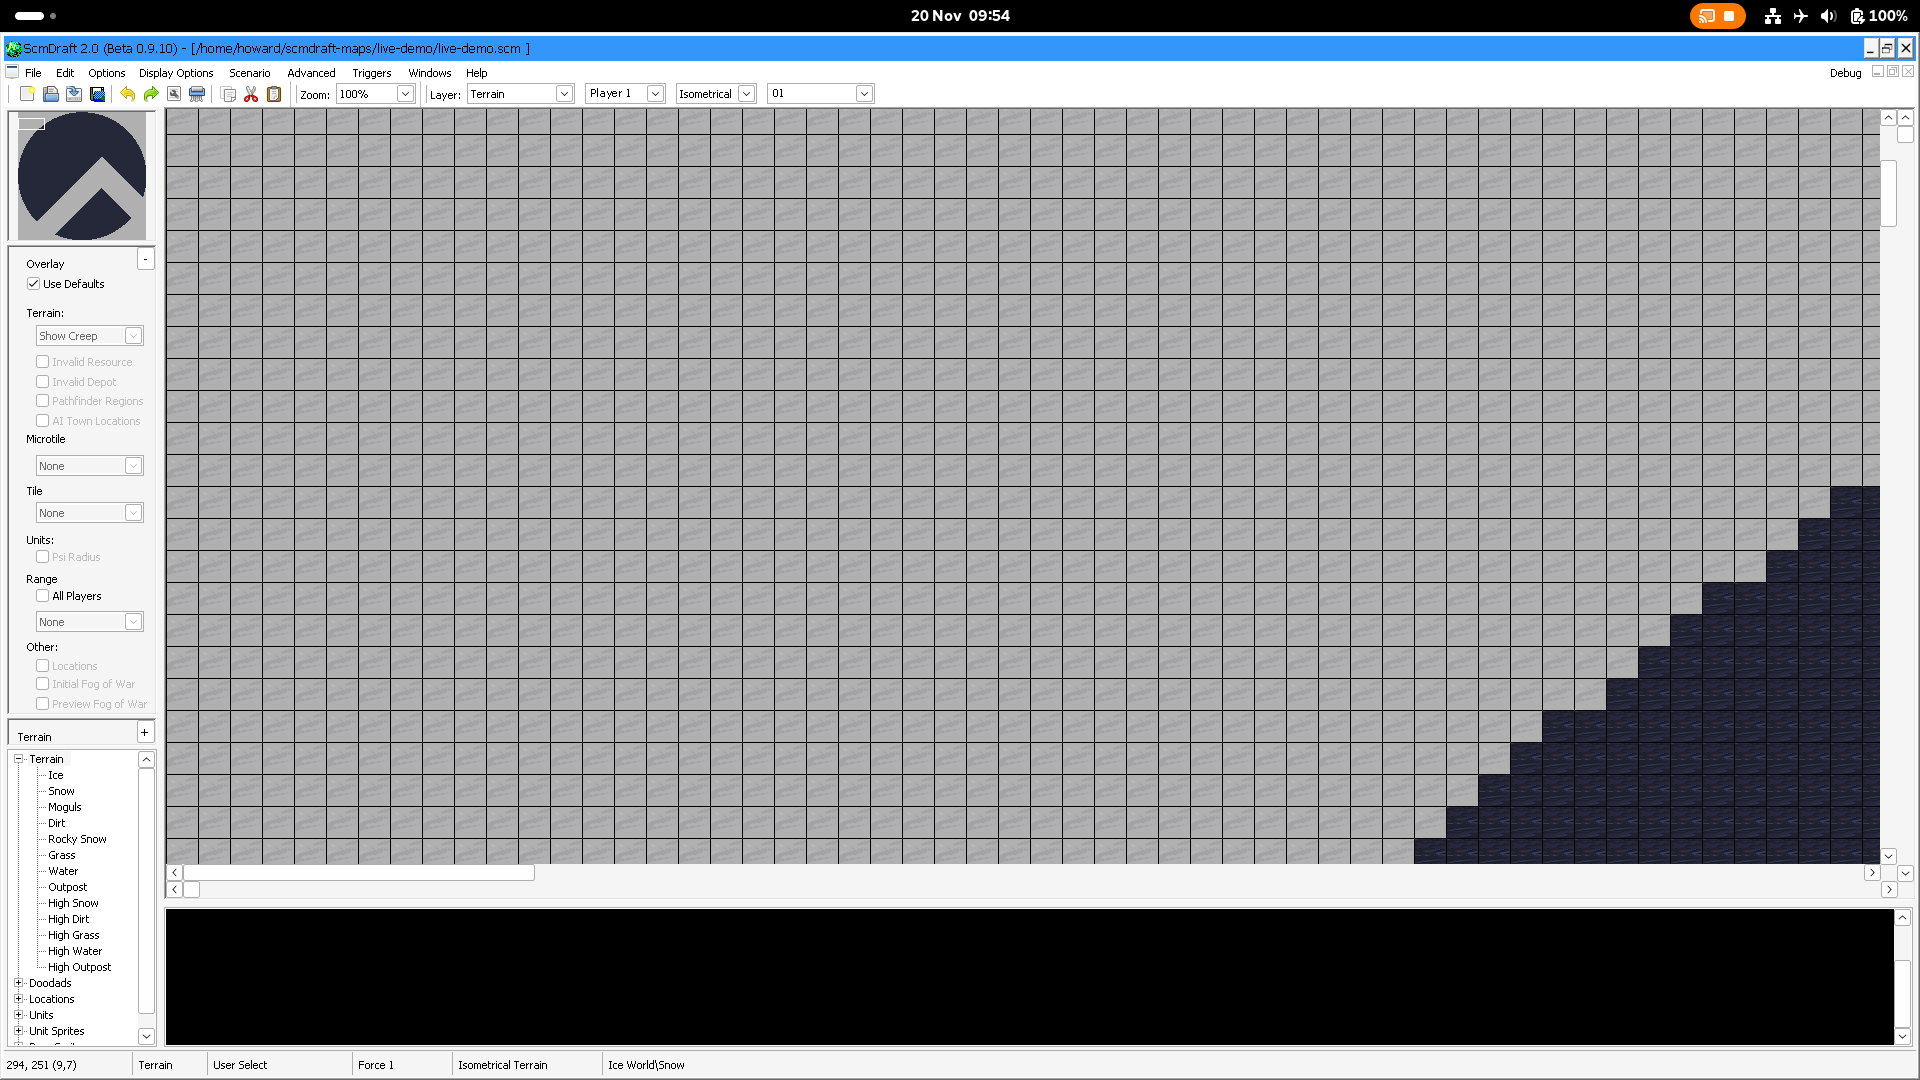 20 Nov 09:54
100%
ScmDraft 2.0 (Beta 0.9.10) - [/home/howard/scmdraft-maps/live-demo/live-demo.scm ]
File Edit Options Display Options Scenario Advanced Triggers Windows Help Debug
Zoom: 100% Layer: Terrain Player 1 Isometrical 01
Overlay
-
Use Defaults
Terrain:
Show Creep
Invalid Resource
Invalid Depot
Pathfinder Regions
AI Town Locations
Microtile
None
Tile
None
Units:
Psi Radius
Range
All Players
None
Other:
Locations
Initial Fog of War
Preview Fog of War
Terrain +
Terrain
Ice
Snow
Moguls
Dirt
Rocky Snow
Grass
Water
Outpost
High Snow
High Dirt
High Grass
High Water
High Outpost
Doodads
Locations
Units
Unit Sprites
294, 251 (9,7) Terrain User Select Force 1 Isometrical Terrain Ice World\Snow